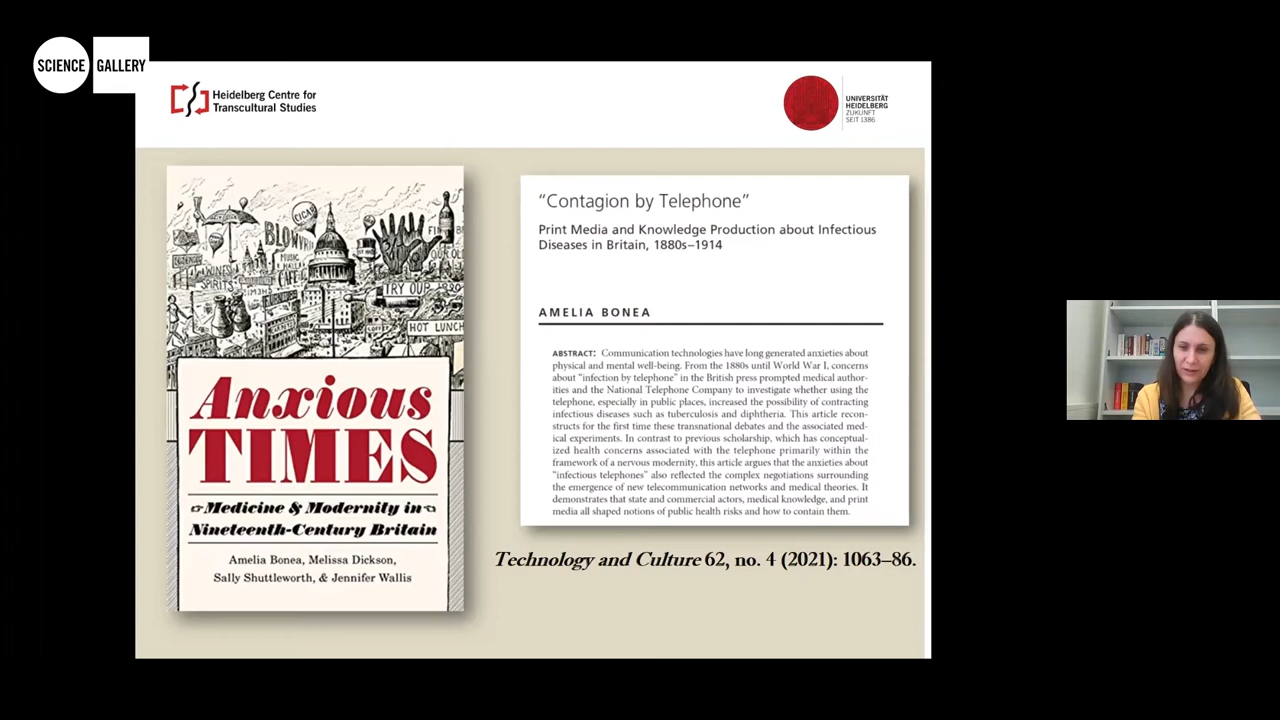 SCIENCE GALLERY
Heidelberg Centre for
Transcultural Studies
UNIVERSITÄT
HEIDELBERG
ZUKUNFT
SEIT 1386
CIGAR
BLOWN
MUSIC
HALL
CAFE
WINES
SPIRITS
TRY OUR
HOT LUNCH
Anxious
TIMES
Medicine & Modernity in
Nineteenth-Century Britain
Amelia Bonea, Melissa Dickson,
Sally Shuttleworth, & Jennifer Wallis
“Contagion by Telephone”
Print Media and Knowledge Production about Infectious
Diseases in Britain, 1880s–1914
AMELIA BONEA
ABSTRACT: Communication technologies have long generated anxieties about
physical and mental well-being. From the 1880s until World War I, concerns
about “infection by telephone” in the British press prompted medical author-
ities and the National Telephone Company to investigate whether using the
telephone, especially in public places, increased the possibility of contracting
infectious diseases such as tuberculosis and diphtheria. This article recon-
structs for the first time these transnational debates and the associated med-
ical experiments. In contrast to previous scholarship, which has conceptual-
ized health concerns associated with the telephone primarily within the
framework of a nervous modernity, this article argues that the anxieties about
“infectious telephones” also reflected the complex negotiations surrounding
the emergence of new telecommunication networks and medical theories. It
demonstrates that state and commercial actors, medical knowledge, and print
media all shaped notions of public health risks and how to contain them.
Technology and Culture 62, no. 4 (2021): 1063–86.